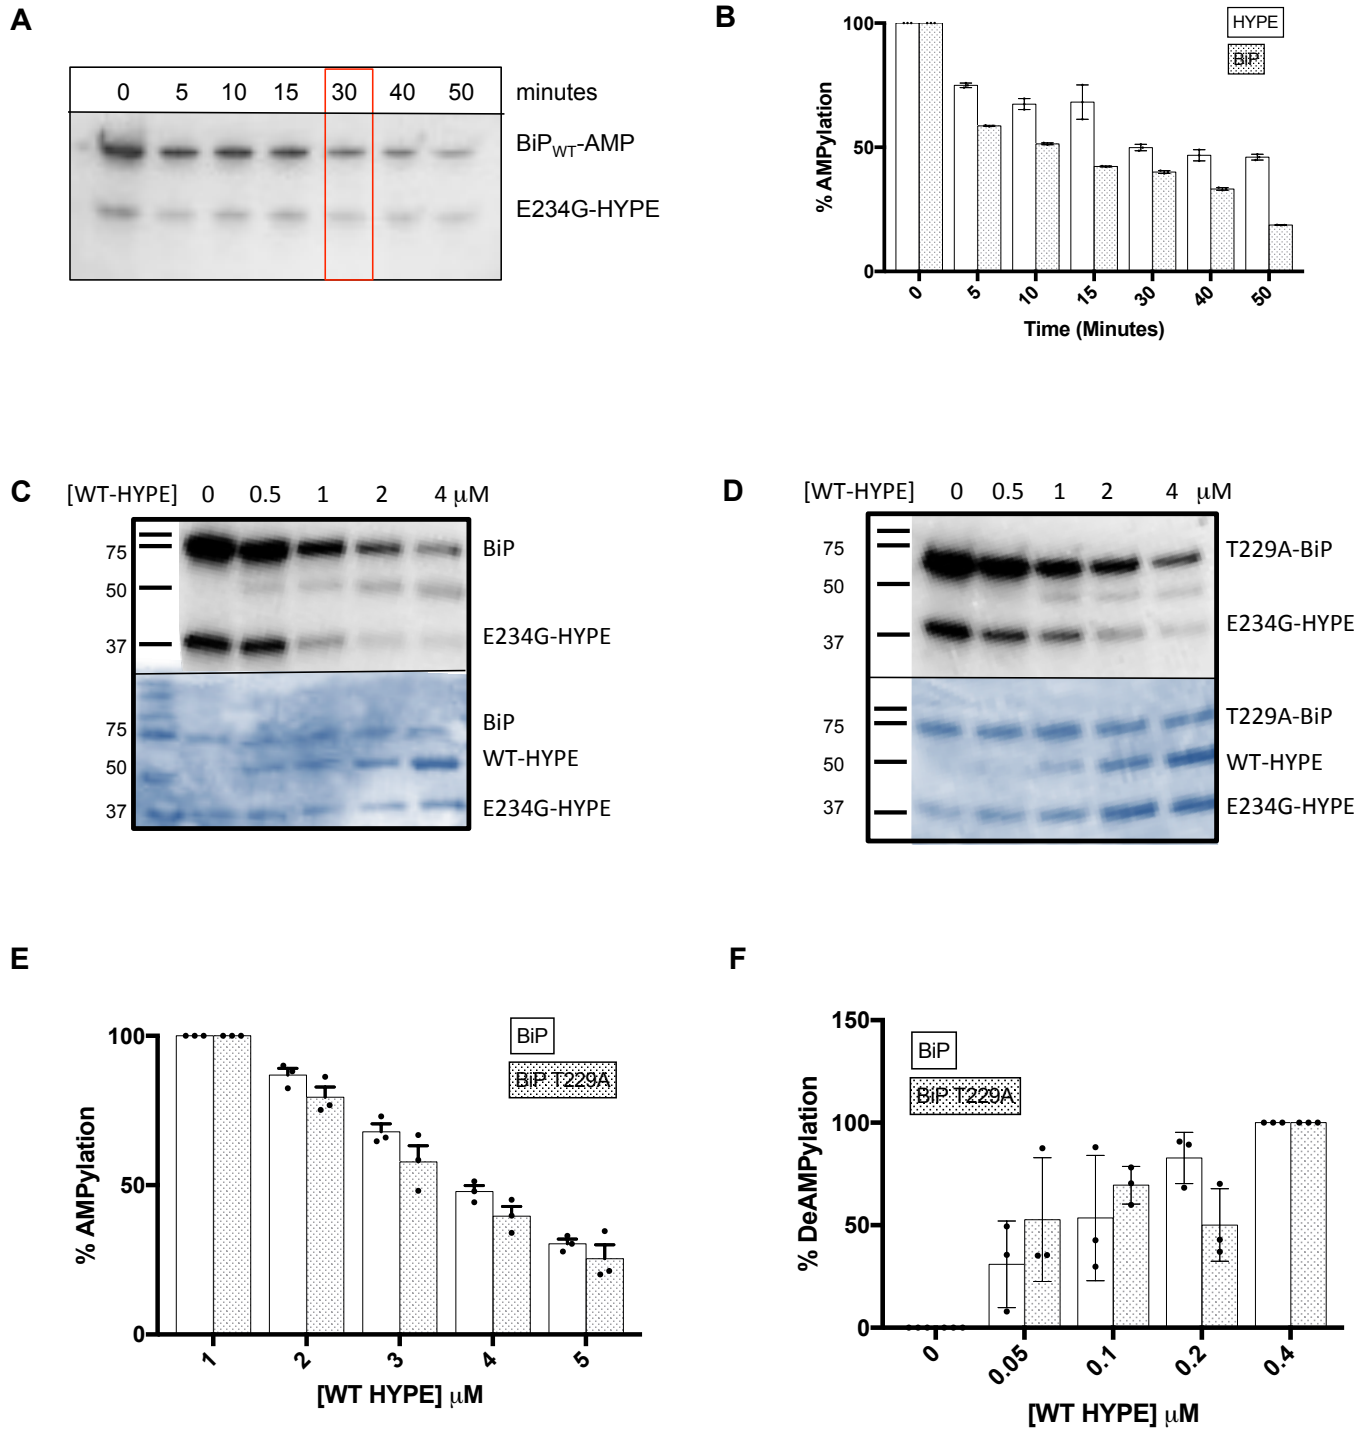 A
0 5 10 15 30 40 50 minutes
BiPWT-AMP
E234G-HYPE
B
100
50
0
% AMPylation
HYPE
BiP
0 5 10 15 30 40 50
Time (Minutes)
C
[WT-HYPE] 0 0.5 1 2 4 μM
75
50
37
BiP
E234G-HYPE
75
50
37
BiP
WT-HYPE
E234G-HYPE
D
[WT-HYPE] 0 0.5 1 2 4 μM
75
50
37
T229A-BiP
E234G-HYPE
75
50
37
T229A-BiP
WT-HYPE
E234G-HYPE
E
100
50
0
% AMPylation
BiP
BiP T229A
1 2 3 4 5
[WT HYPE] μM
F
150
100
50
0
% DeAMPylation
BiP
BiP T229A
0 0.05 0.1 0.2 0.4
[WT HYPE] μM